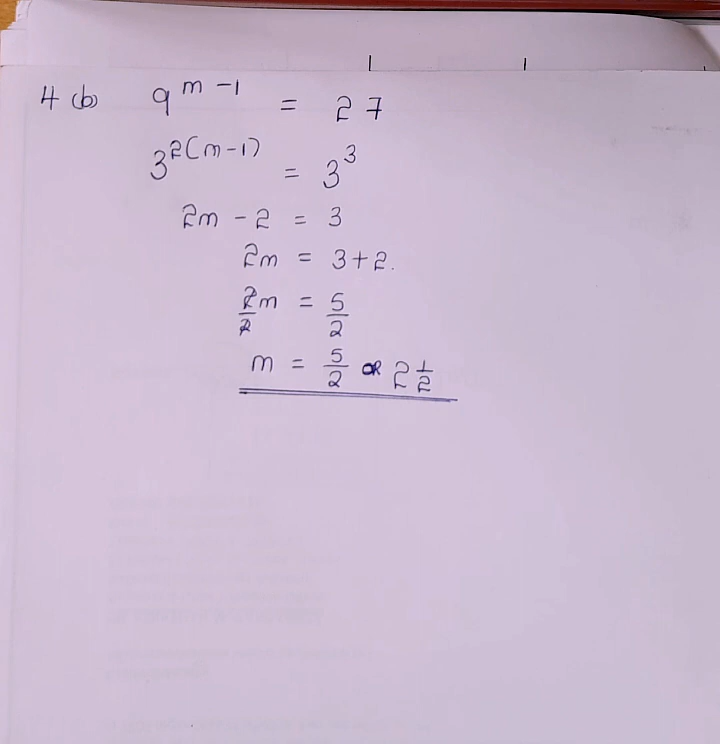 4 (b) 9^{m-1} = 27
3^{2(m-1)} = 3^3
2m - 2 = 3
2m = 3+2.
2/2 m = 5/2
m = 5/2 OR 2 1/2